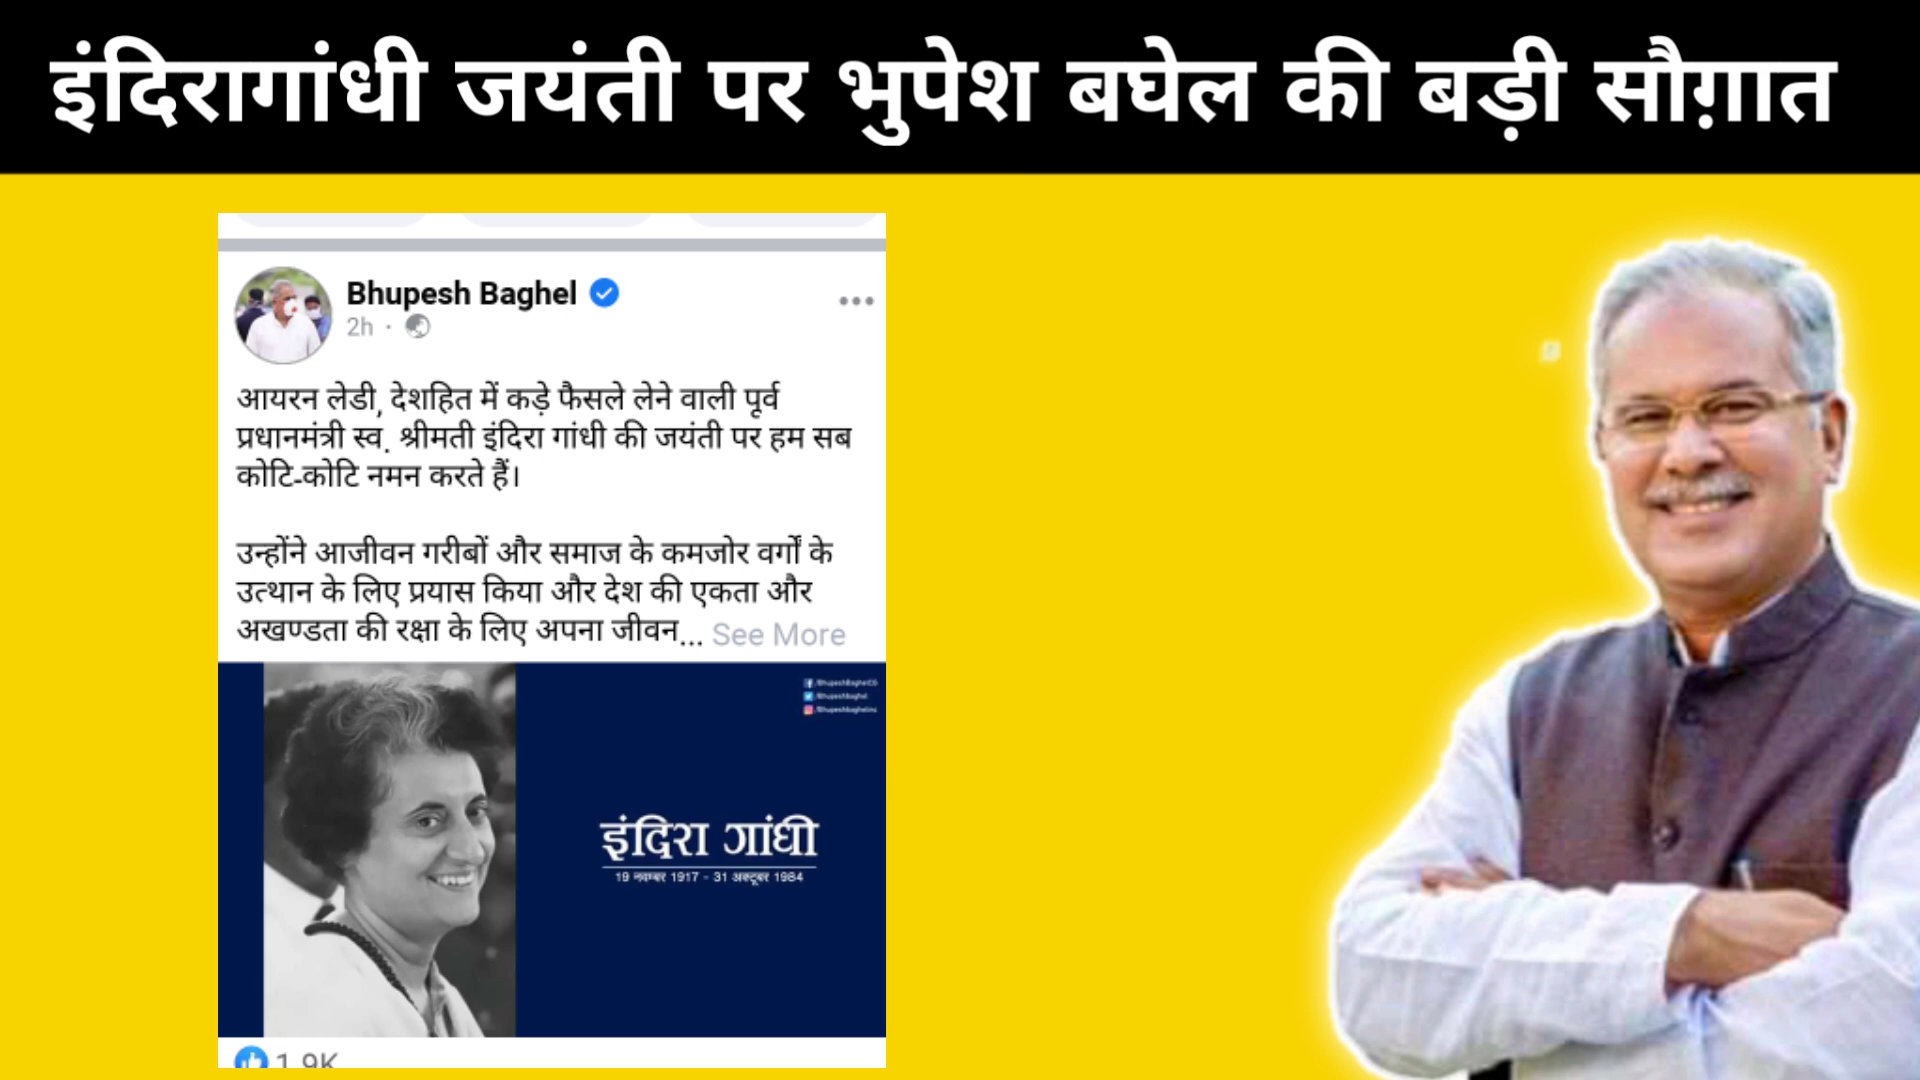 इंदिरागांधी जयंती पर भुपेश बघेल की बड़ी सौग़ात
Bhupesh Baghel
2h ·
आयरन लेडी, देशहित में कड़े फैसले लेने वाली पूर्व
प्रधानमंत्री स्व. श्रीमती इंदिरा गांधी की जयंती पर हम सब
कोटि-कोटि नमन करते हैं।
उन्होंने आजीवन गरीबों और समाज के कमजोर वर्गों के
उत्थान के लिए प्रयास किया और देश की एकता और
अखण्डता की रक्षा के लिए अपना जीवन... See More
इंदिरा गांधी
19 नवम्बर 1917 - 31 अक्टूबर 1984
1.9K